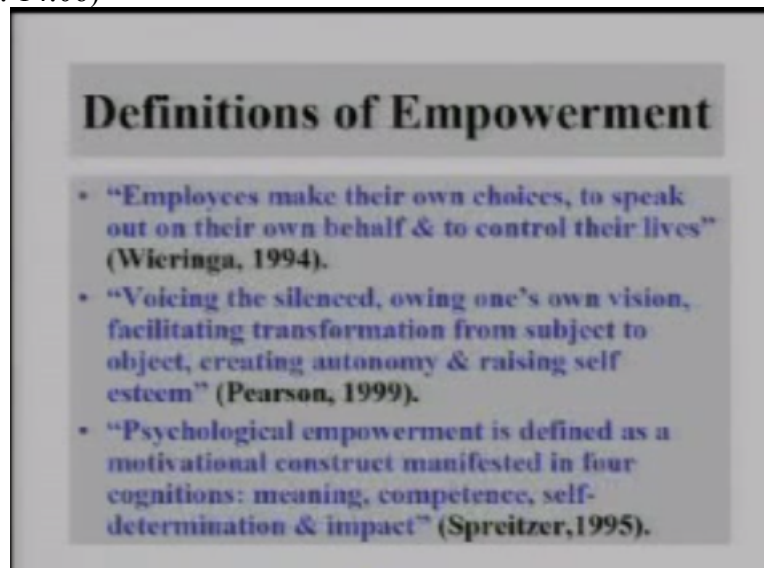 : 14:06)
Definitions of Empowerment
• “Employees make their own choices, to speak
out on their own behalf & to control their lives”
(Wieringa, 1994).
• “Voicing the silenced, owing one’s own vision,
facilitating transformation from subject to
object, creating autonomy & raising self
esteem” (Pearson, 1999).
• “Psychological empowerment is defined as a
motivational construct manifested in four
cognitions: meaning, competence, self-
determination & impact” (Spreitzer,1995).